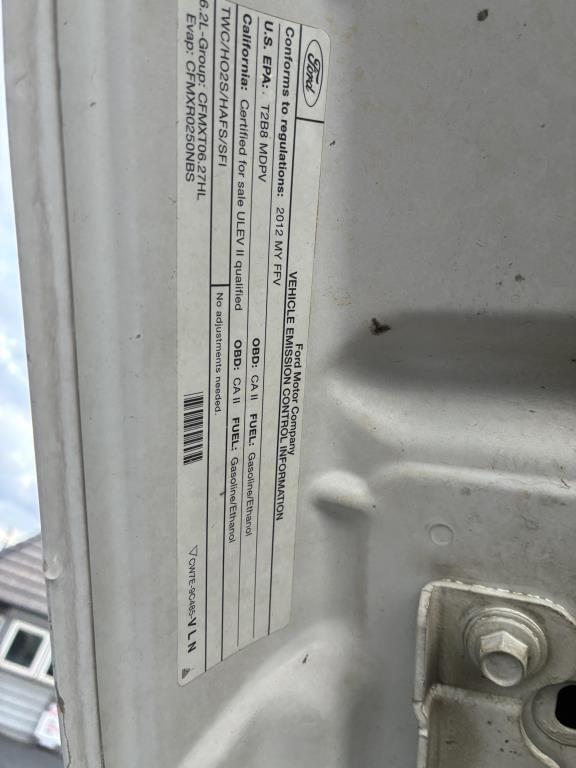 Ford
Ford Motor Company
VEHICLE EMISSION CONTROL INFORMATION
Conforms to regulations: 2012 MY FFV
U.S. EPA: T2B8 MDPV OBD: CA II FUEL: Gasoline/Ethanol
California: Certified for sale ULEV II qualified OBD: CA II FUEL: Gasoline/Ethanol
TWC/HO2S/HAFS/SFI
No adjustments needed.
6.2L-Group: CFMXT06.27HL
Evap: CFMXR0250NBS
CW7E-9C485-VLN